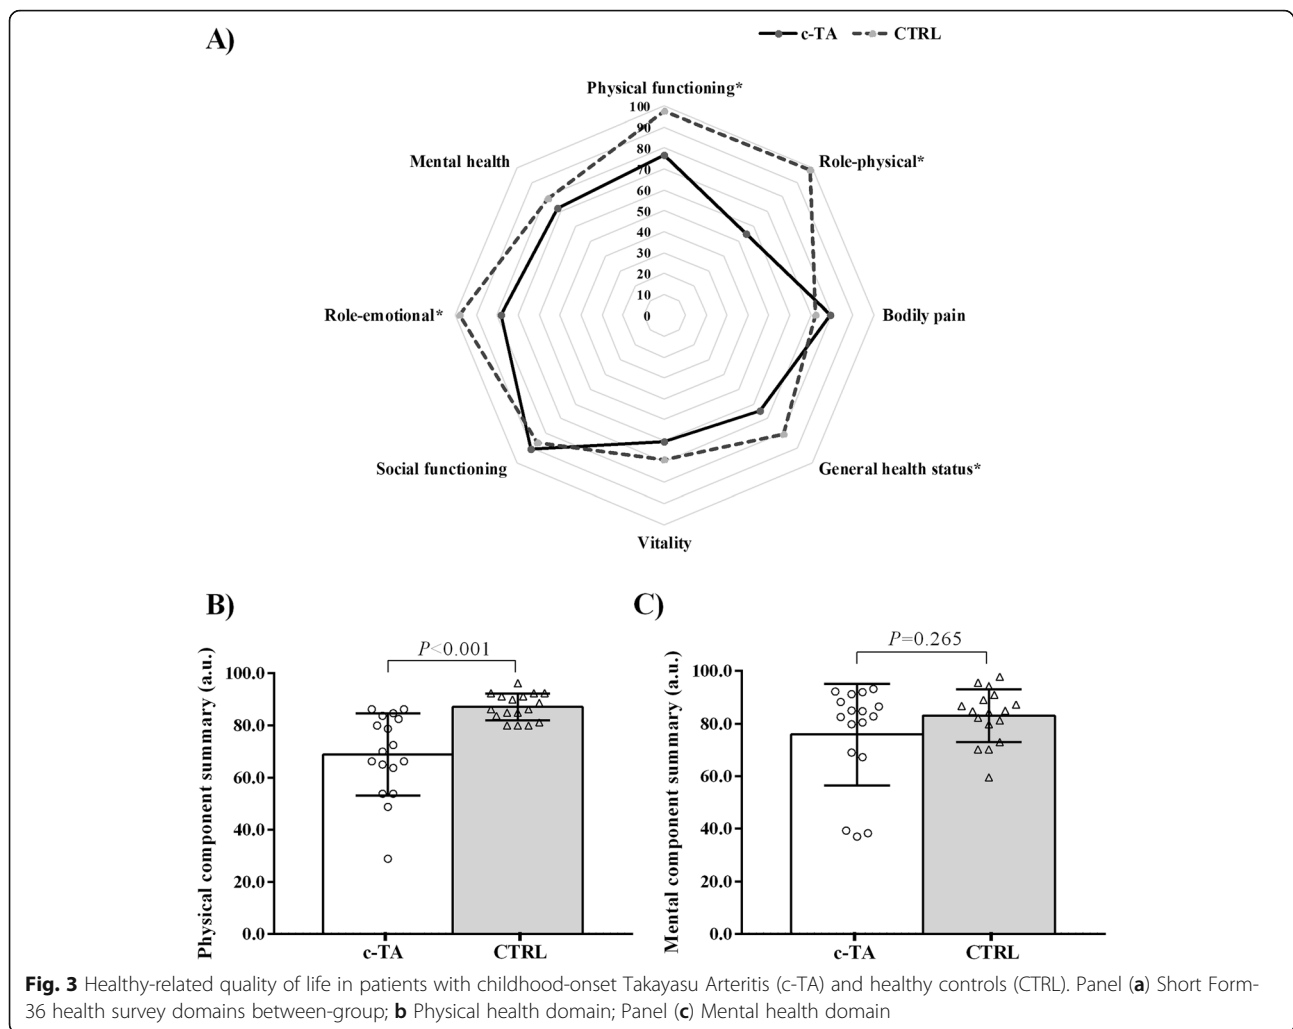 A)
c-TA CTRL
Physical functioning*
100
90
80
70
60
50
40
30
20
10
0
Mental health
Role-physical*
Role-emotional*
Bodily pain
Social functioning
General health status*
Vitality
B)
P<0.001
Physical component summary (a.u.)
100.0
80.0
60.0
40.0
20.0
0.0
c-TA CTRL
C)
P=0.265
Mental component summary (a.u.)
100.0
80.0
60.0
40.0
20.0
0.0
c-TA CTRL
Fig. 3 Healthy-related quality of life in patients with childhood-onset Takayasu Arteritis (c-TA) and healthy controls (CTRL). Panel (a) Short Form-
36 health survey domains between-group; b Physical health domain; Panel (c) Mental health domain